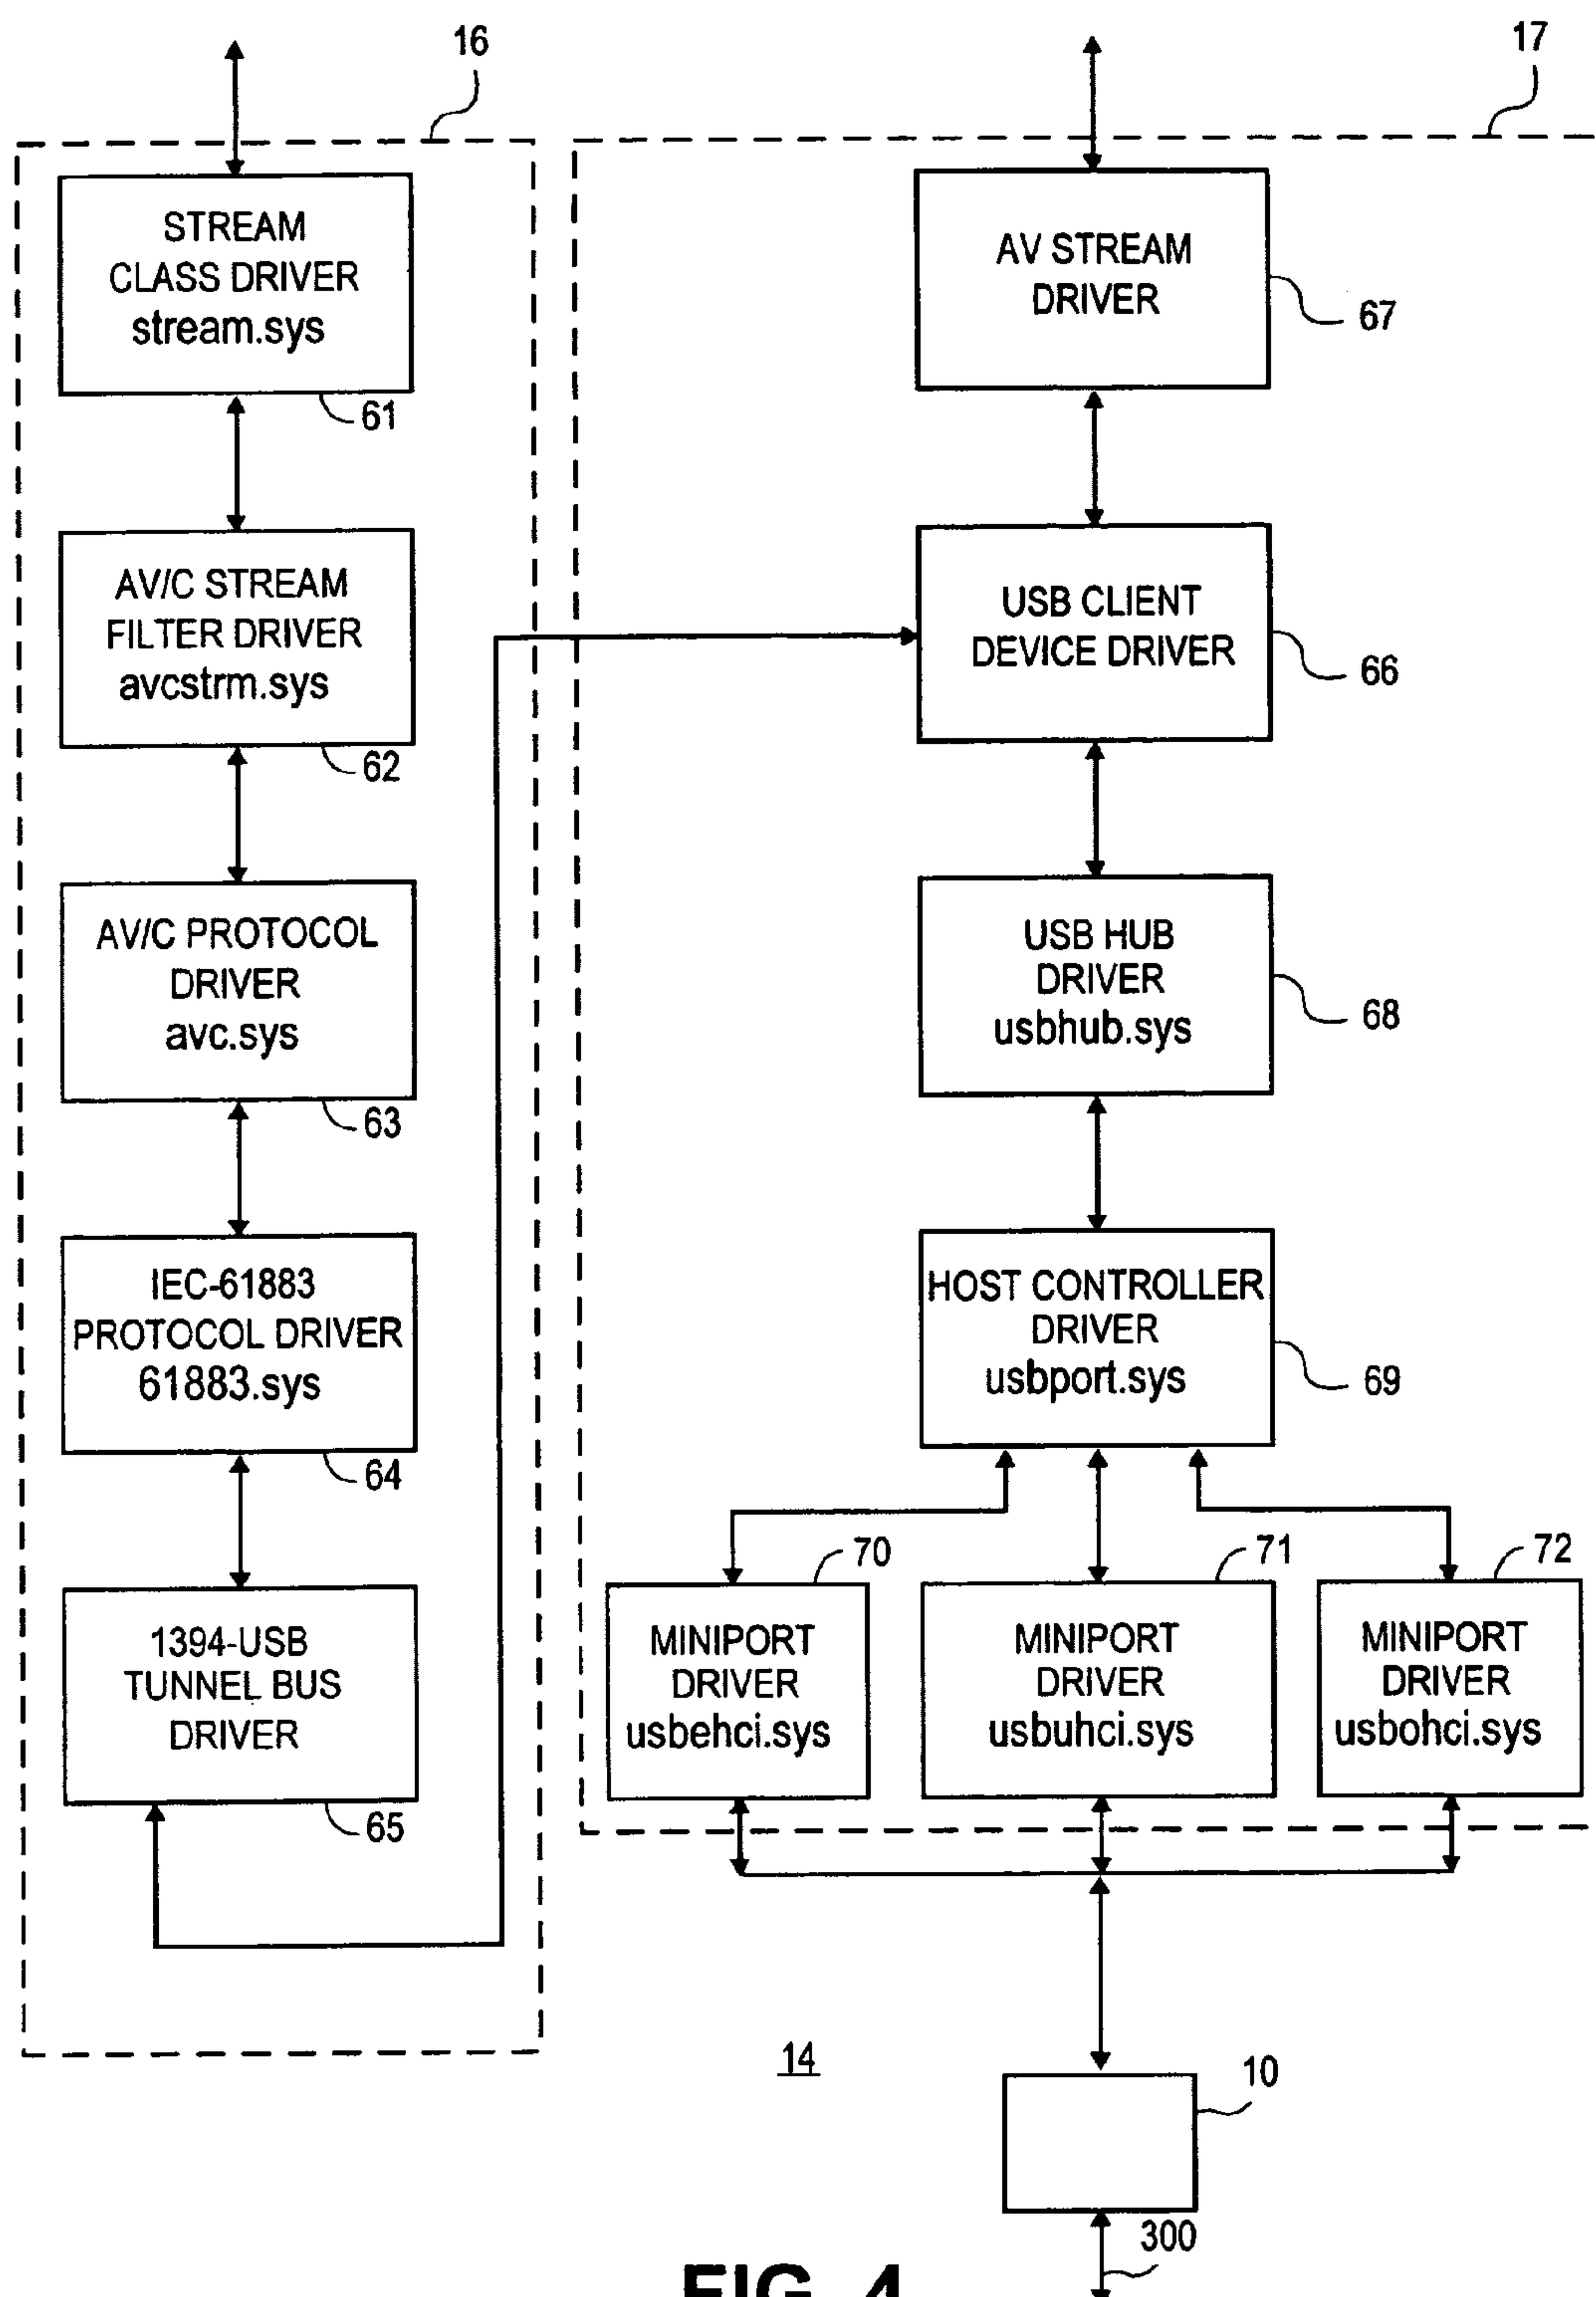 16
17
STREAM
CLASS DRIVER
stream.sys
61
AV/C STREAM
FILTER DRIVER
avcstrm.sys
62
AV/C PROTOCOL
DRIVER
avc.sys
63
IEC-61883
PROTOCOL DRIVER
61883.sys
64
1394-USB
TUNNEL BUS
DRIVER
65
AV STREAM
DRIVER
67
USB CLIENT
DEVICE DRIVER
66
USB HUB
DRIVER
usbhub.sys
68
HOST CONTROLLER
DRIVER
usbport.sys
69
70
MINIPORT
DRIVER
usbehci.sys
71
MINIPORT
DRIVER
usbuhci.sys
72
MINIPORT
DRIVER
usbohci.sys
14
10
300
FIG. 4